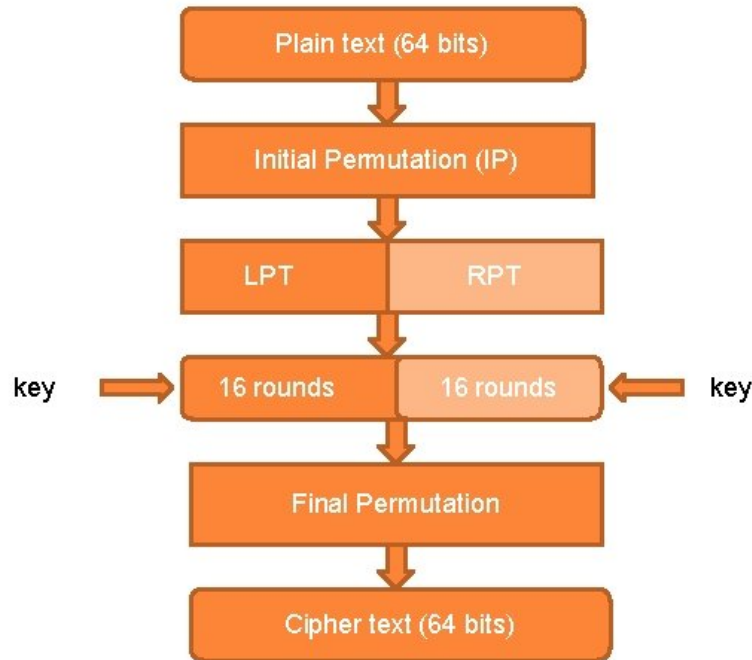 Plain text (64 bits)
Initial Permutation (IP)
LPT RPT
key 16 rounds 16 rounds key
Final Permutation
Cipher text (64 bits)